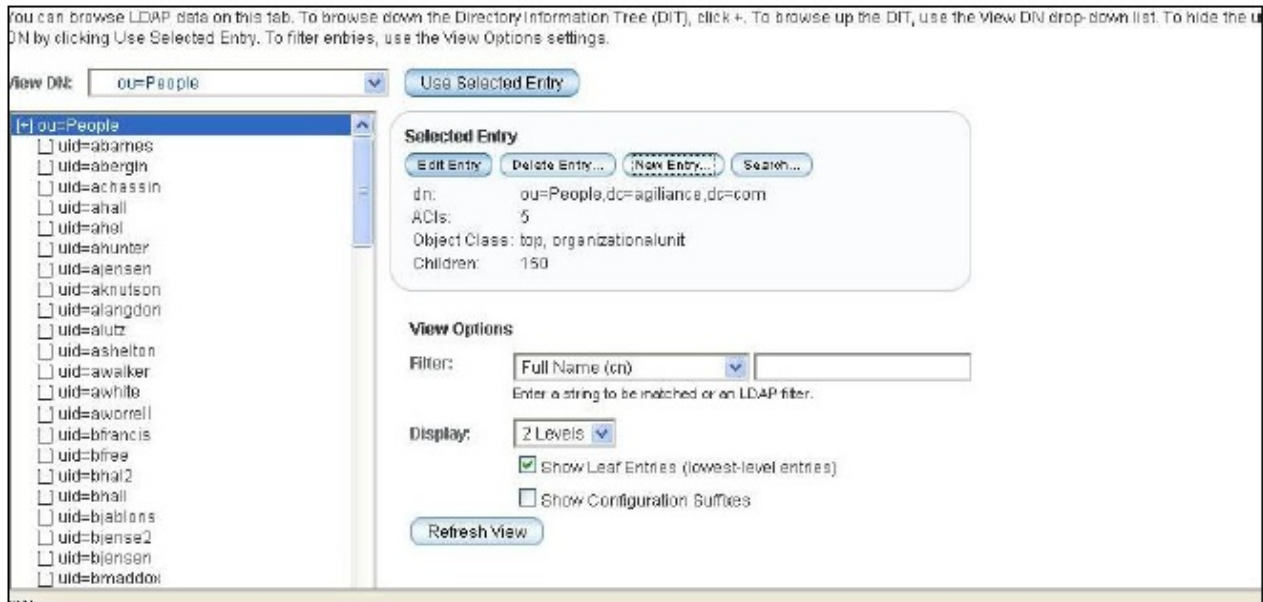 You can browse LDAP data on this tab. To browse down the Directory Information Tree (DIT), click +. To browse up the DIT, use the View DN drop-down list. To hide the
DN by clicking Use Selected Entry. To filter entries, use the View Options settings.
View DN: ou=People Use Selected Entry
[+] ou=People
[ ] uid=abarnes
[ ] uid=abergin
[ ] uid=achassin
[ ] uid=ahall
[ ] uid=ahel
[ ] uid=ahunter
[ ] uid=ajensen
[ ] uid=aknutson
[ ] uid=alangdon
[ ] uid=alutz
[ ] uid=ashelton
[ ] uid=awalker
[ ] uid=awhite
[ ] uid=aworrell
[ ] uid=bfrancis
[ ] uid=bfree
[ ] uid=bhal2
[ ] uid=bhall
[ ] uid=bjablons
[ ] uid=bjense2
[ ] uid=bjensen
[ ] uid=bmaddox
Selected Entry
Edit Entry Delete Entry... New Entry... Search...
dn: ou=People,dc=agiliance,dc=com
ACIs: 5
Object Class: top, organizationalunit
Children: 150
View Options
Filter: Full Name (cn)
Enter a string to be matched or an LDAP filter.
Display: 2 Levels
Show Leaf Entries (lowest-level entries)
Show Configuration Suffixes
Refresh View